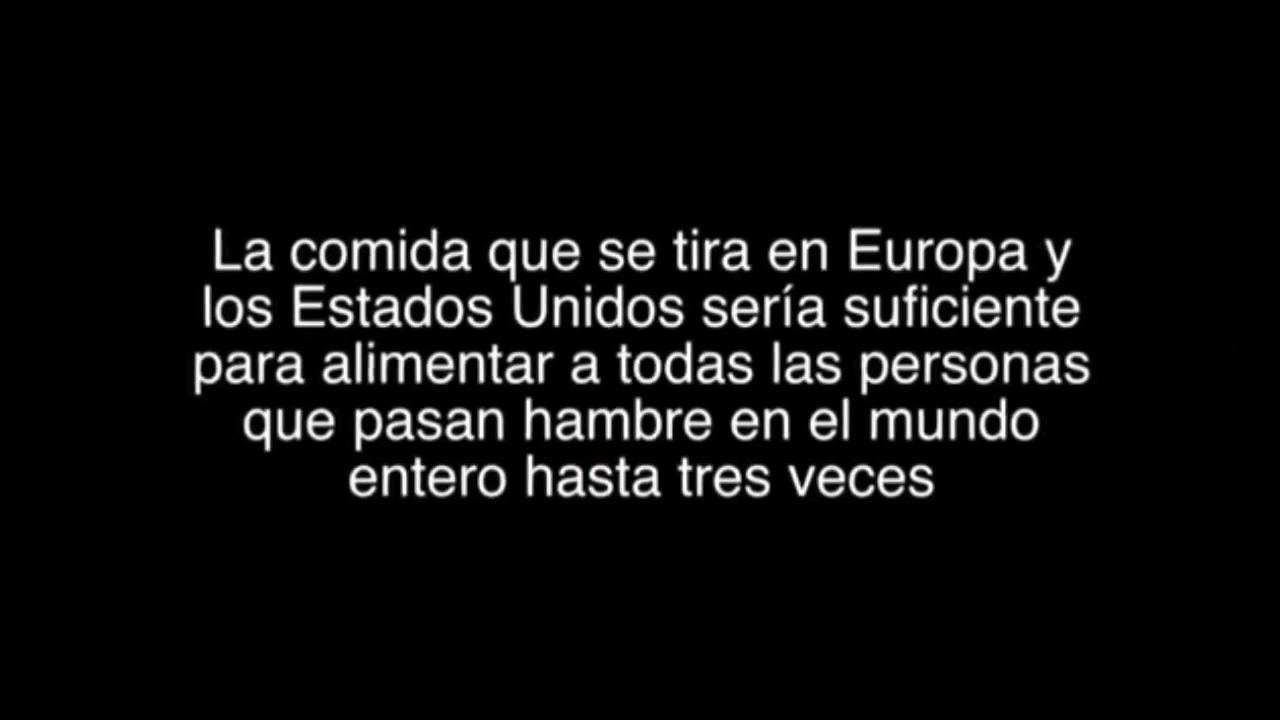 La comida que se tira en Europa y
los Estados Unidos sería suficiente
para alimentar a todas las personas
que pasan hambre en el mundo
entero hasta tres veces